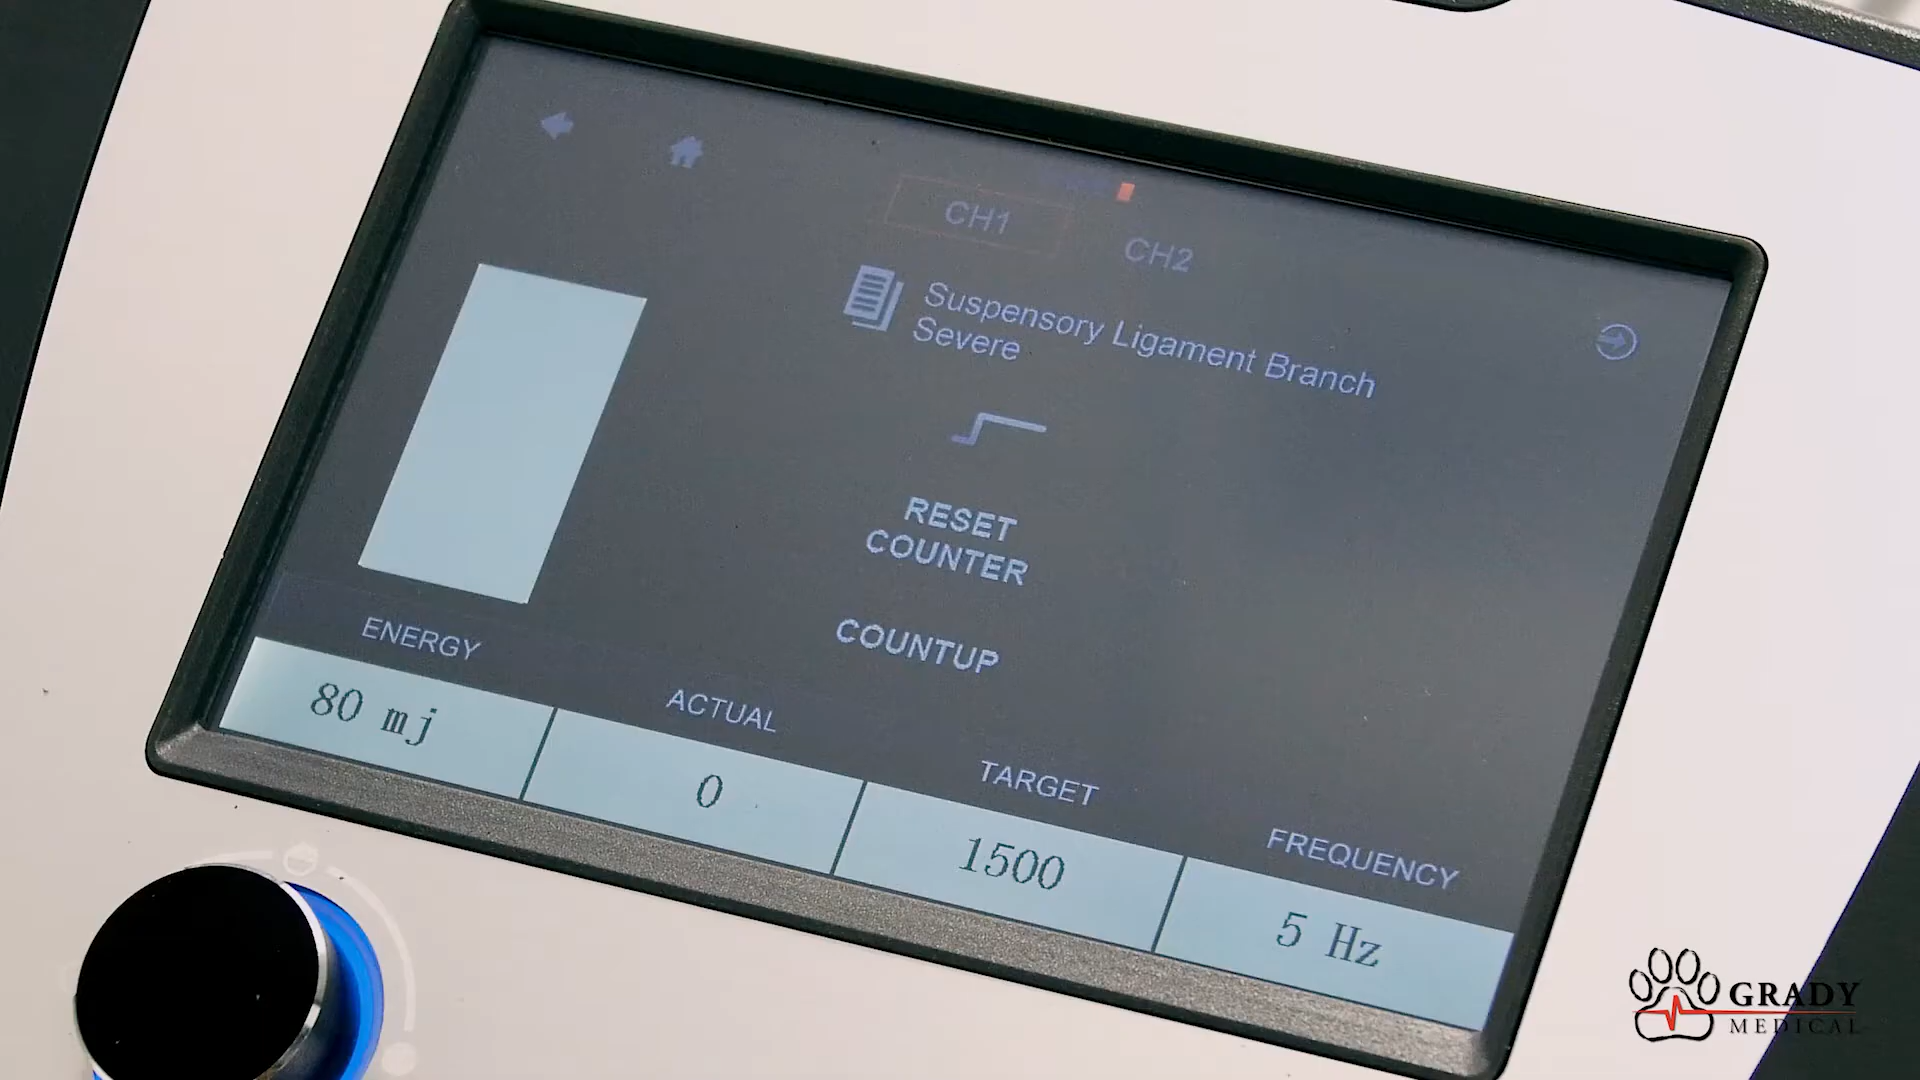 CH1
CH2
Suspensory Ligament Branch
Severe
RESET
COUNTER
COUNTUP
ENERGY
80 mj
ACTUAL
0
TARGET
1500
FREQUENCY
5 Hz
GRADY
MEDICAL